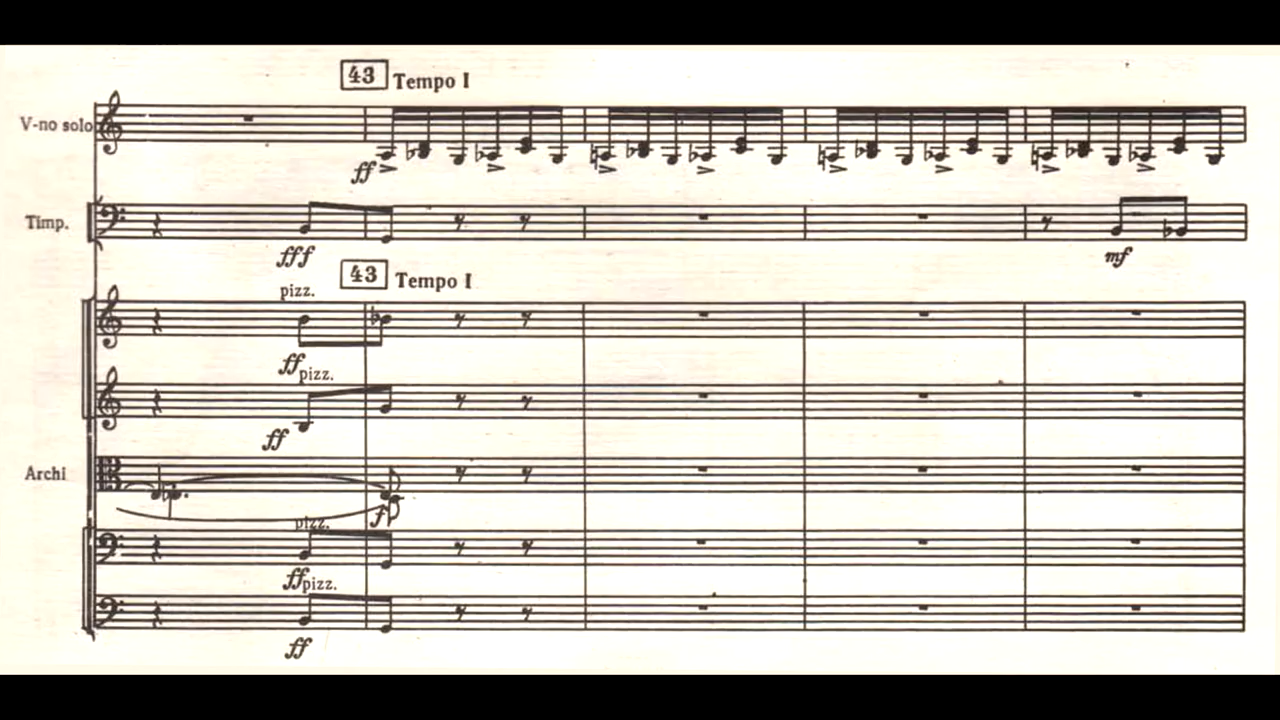 43 Tempo I
V-no solo
ff
Timp.
fff
mf
43 Tempo I
pizz.
ff
pizz.
ff
Archi
f
pizz.
ff
pizz.
ff